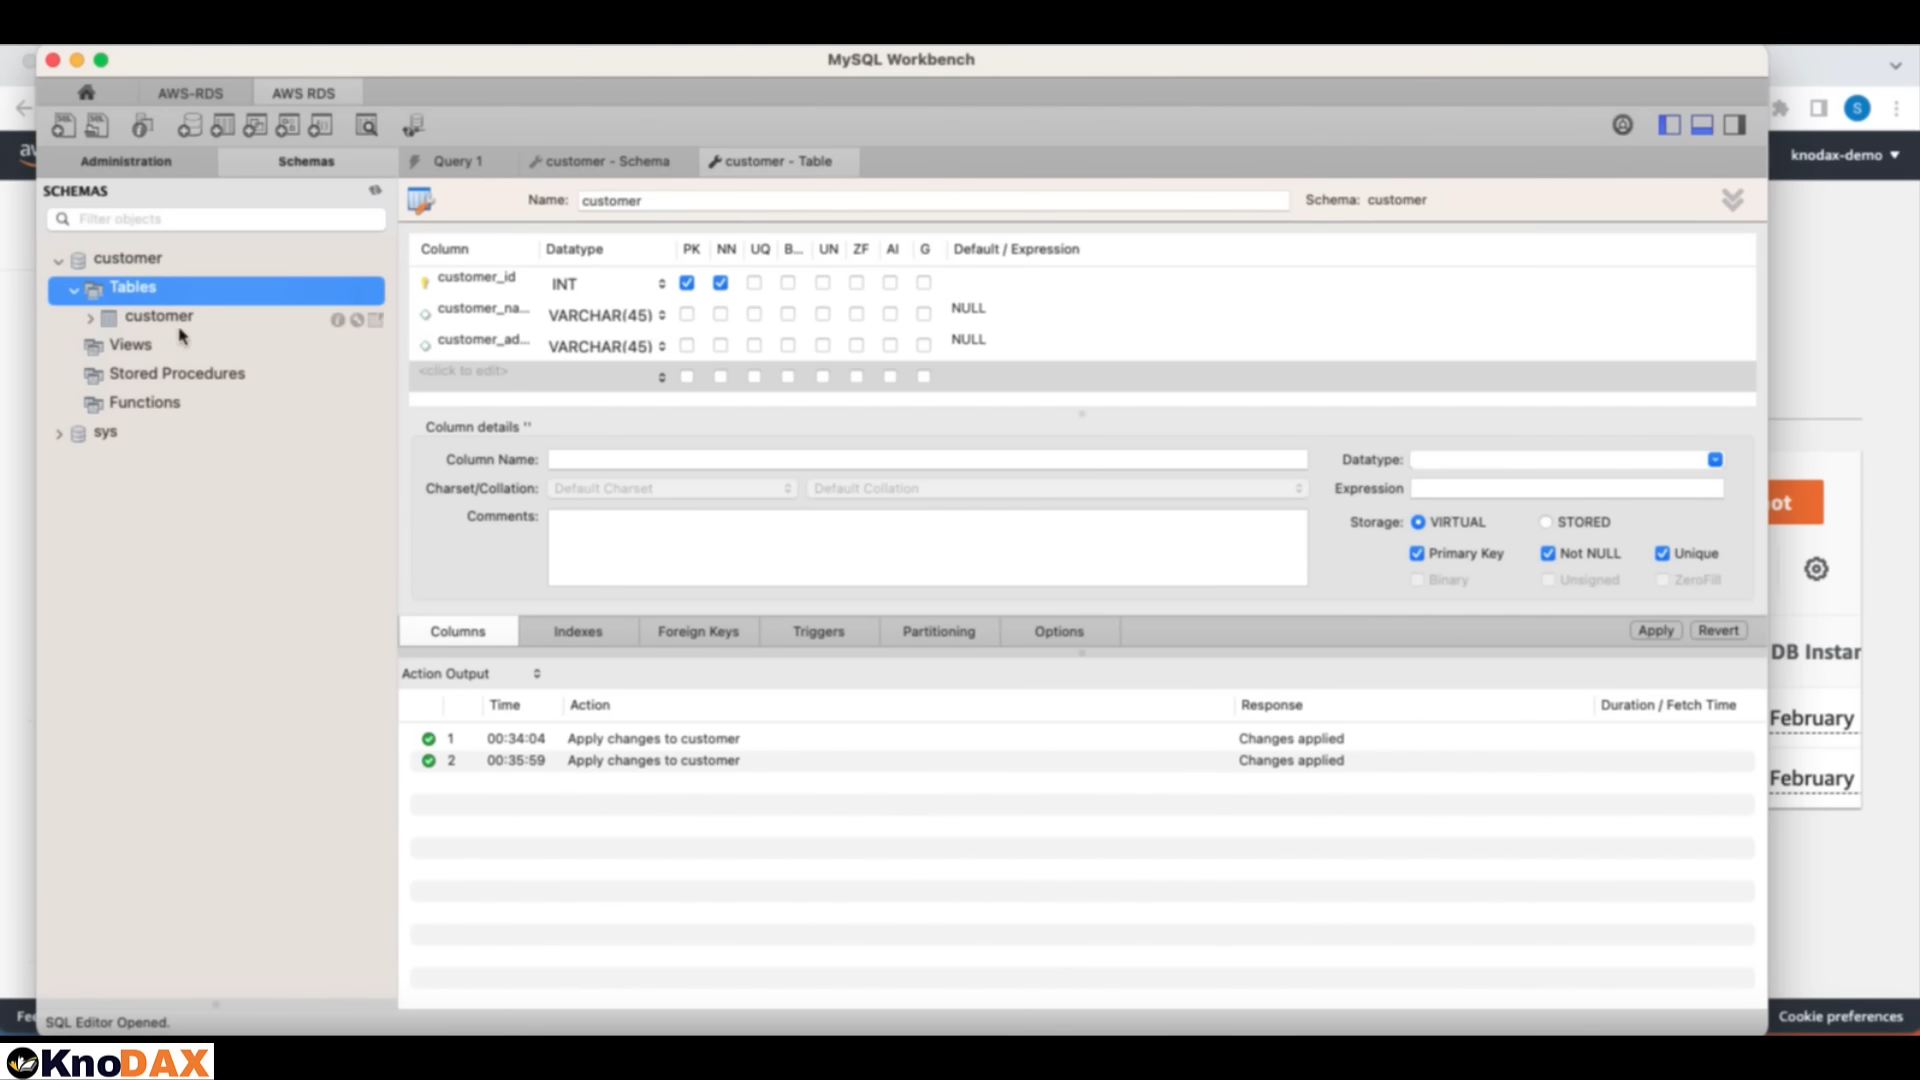 MySQL Workbench
AWS-RDS
AWS RDS
S
knodax-demo
Administration
Schemas
Query 1
customer - Schema
customer - Table
SCHEMAS
Filter objects
Name:
customer
Schema: customer
customer
Tables
customer
Views
Stored Procedures
Functions
sys
Column Datatype PK NN UQ B... UN ZF AI G Default / Expression
customer_id INT
customer_na... VARCHAR(45) NULL
customer_ad... VARCHAR(45) NULL
<click to edit>
Column details ''
Column Name:
Datatype:
Charset/Collation: Default Charset Default Collation
Expression
Comments:
Storage: VIRTUAL STORED
Primary Key Not NULL Unique
Binary Unsigned ZeroFill
ot
Columns Indexes Foreign Keys Triggers Partitioning Options
Apply Revert
DB Instar
Action Output
Time Action Response Duration / Fetch Time
February
1 00:34:04 Apply changes to customer Changes applied
2 00:35:59 Apply changes to customer Changes applied
February
SQL Editor Opened.
Fee
Cookie preferences
KnoDAX